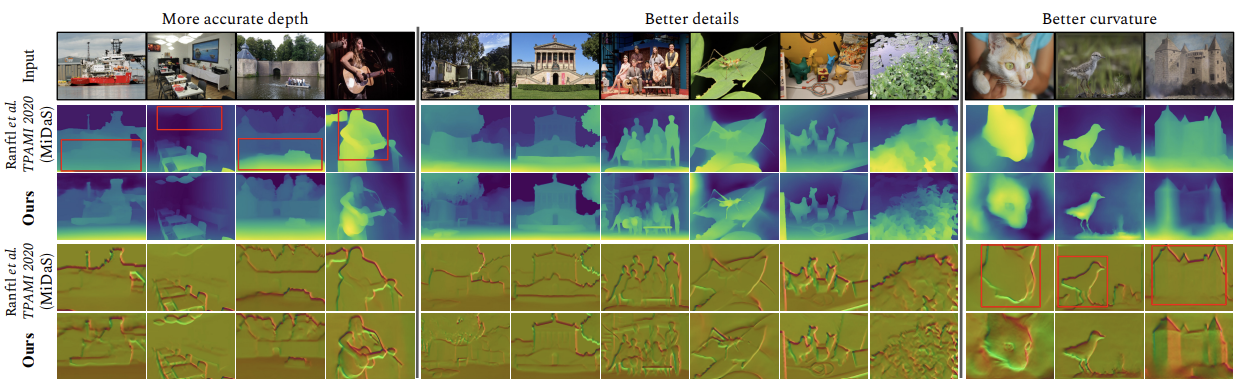 More accurate depth
Better details
Better curvature
Input
Ranftl et al.
TPAMI 2020
(MiDaS)
Ours
Ranftl et al.
TPAMI 2020
(MiDaS)
Ours